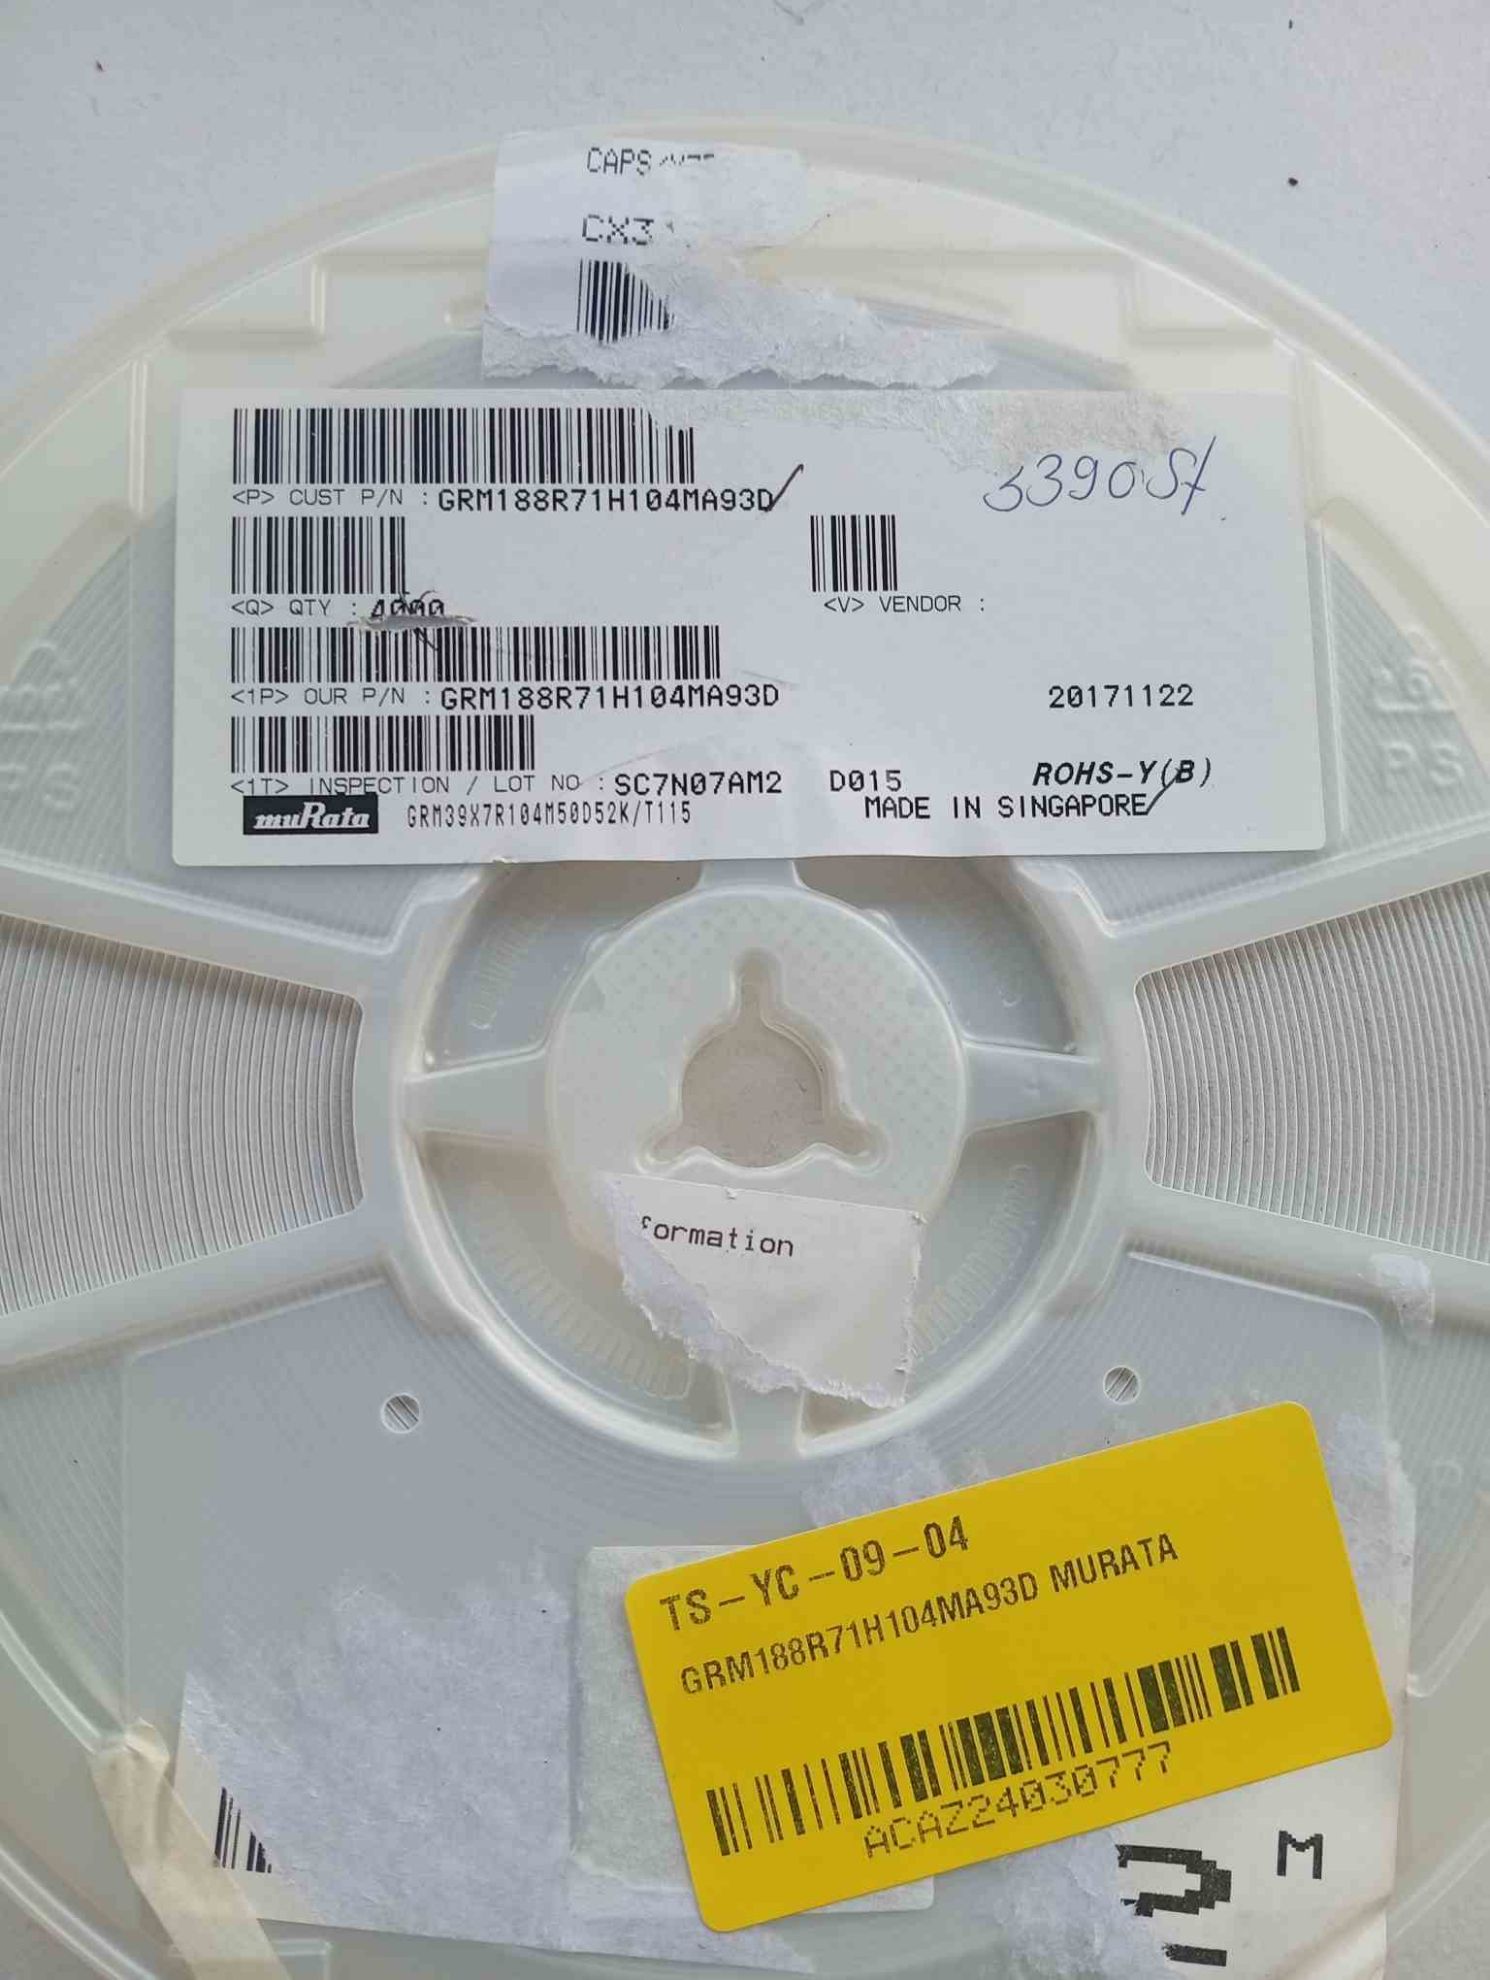 CAPS
CX3
<P> CUST P/N : GRM188R71H104MA93D
3390 St
<Q> QTY : 4000
<V> VENDOR :
<1P> OUR P/N : GRM188R71H104MA93D
20171122
<1T> INSPECTION / LOT NO : SC7N07AM2 D015
ROHS-Y(B)
muRata GRM39X7R104M50D52K/T115
MADE IN SINGAPORE
formation
TS-YC-09-04
GRM188R71H104MA93D MURATA
ACAZ24030777
M